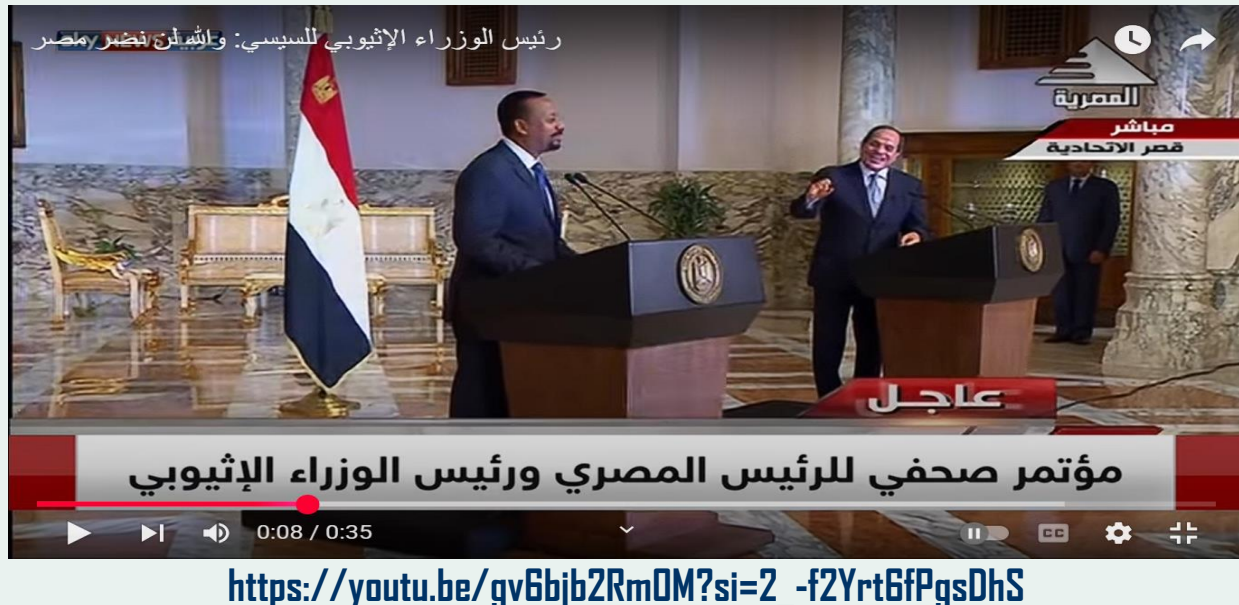 رئيس الوزراء الإثيوبي للسيسي: والله لن نضر مصر
المصرية
مباشر
قصر الاتحادية
عاجل
مؤتمر صحفي للرئيس المصري ورئيس الوزراء الإثيوبي
0:08 / 0:35
CC
https://youtu.be/gv6bjb2RmOM?si=2_-f2Yrt6fPgsDhS